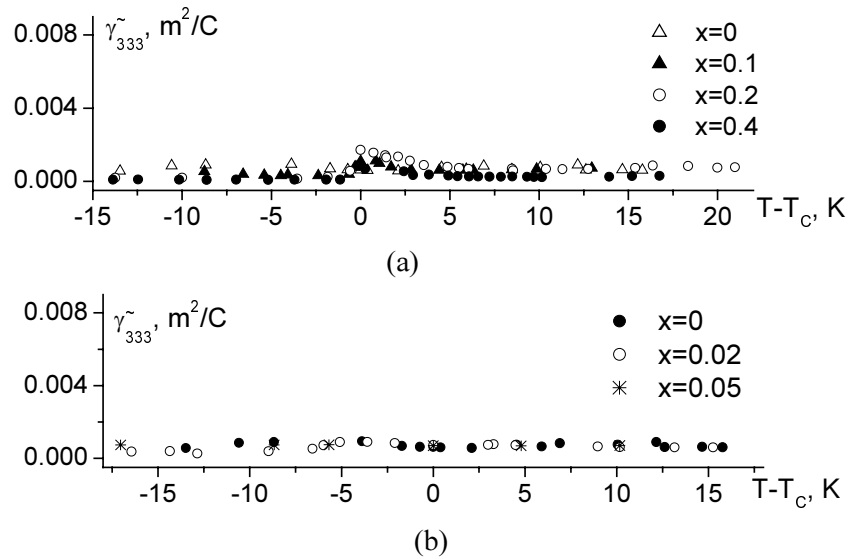 γ~333, m2/C
0.008
0.004
0.000
x=0
x=0.1
x=0.2
x=0.4
-15 -10 -5 0 5 10 15 20
T-TC, K
(a)
γ~333, m2/C
0.008
0.004
0.000
x=0
x=0.02
x=0.05
-15 -10 -5 0 5 10 15
T-TC, K
(b)